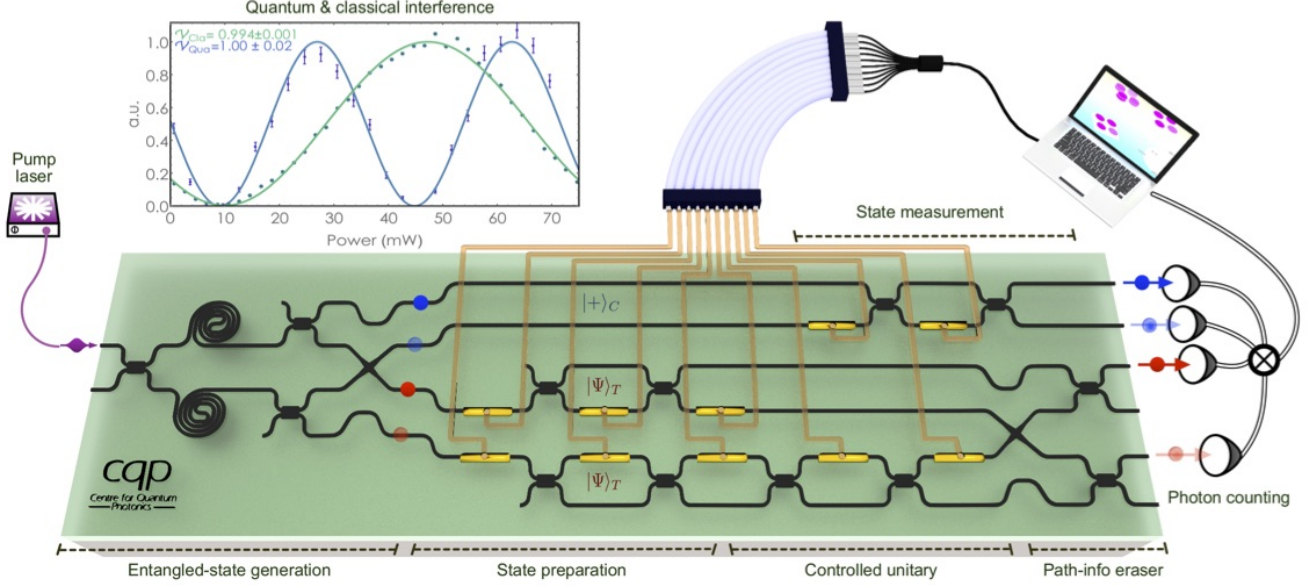 Quantum & classical interference
𝒱Cla= 0.994±0.001
𝒱Qua=1.00 ± 0.02
a.u.
1.0
0.8
0.6
0.4
0.2
0.0
0 10 20 30 40 50 60 70
Power (mW)
Pump
laser
State measurement
|+⟩C
|Ψ⟩T
|Ψ⟩T
cqp
Centre for Quantum
Photonics
Photon counting
Entangled-state generation
State preparation
Controlled unitary
Path-info eraser